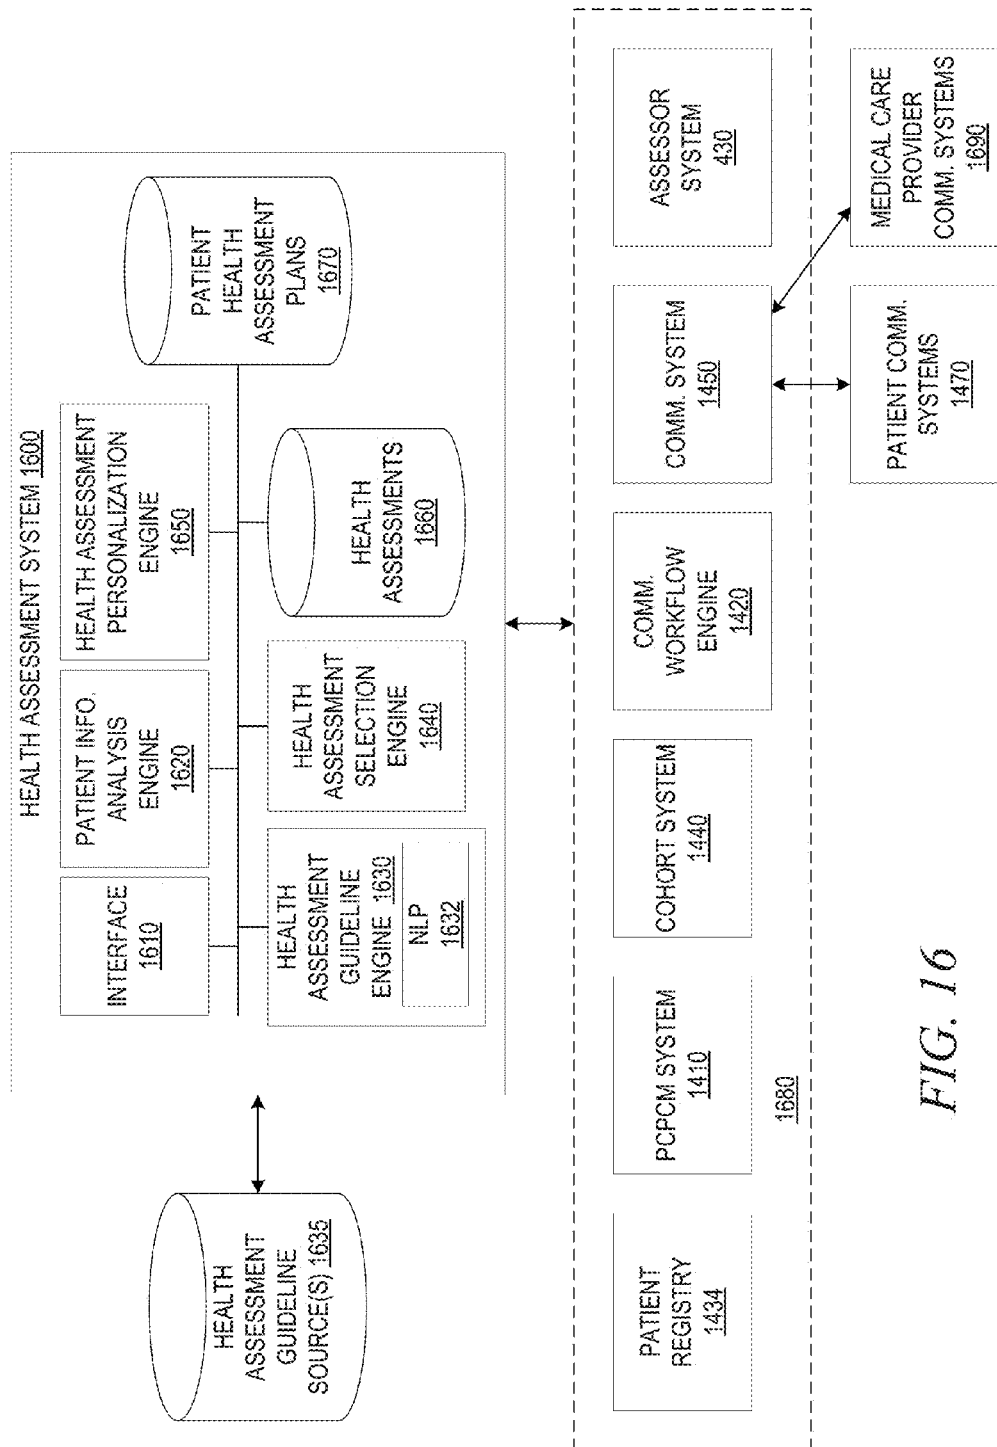 HEALTH ASSESSMENT SYSTEM 1600
HEALTH
ASSESSMENT
GUIDELINE
SOURCE(S) 1635
INTERFACE
1610
PATIENT INFO.
ANALYSIS
ENGINE
1620
HEALTH ASSESSMENT
PERSONALIZATION
ENGINE
1650
PATIENT
HEALTH
ASSESSMENT
PLANS
1670
HEALTH
ASSESSMENT
GUIDELINE
ENGINE 1630
NLP
1632
HEALTH
ASSESSMENT
SELECTION
ENGINE
1640
HEALTH
ASSESSMENTS
1660
PATIENT
REGISTRY
1434
PCPCM SYSTEM
1410
COHORT SYSTEM
1440
COMM.
WORKFLOW
ENGINE
1420
COMM. SYSTEM
1450
ASSESSOR
SYSTEM
430
1680
PATIENT COMM.
SYSTEMS
1470
MEDICAL CARE
PROVIDER
COMM. SYSTEMS
1690
FIG. 16